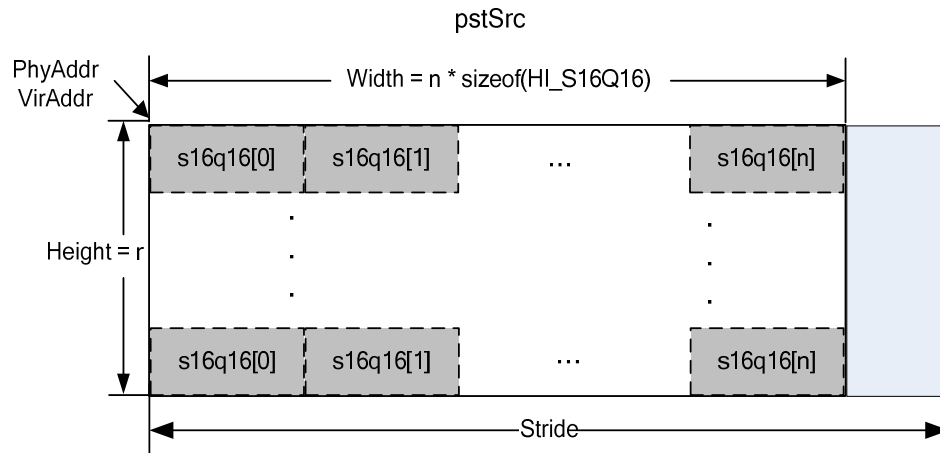 pstSrc
PhyAddr
VirAddr
Width = n * sizeof(HI_S16Q16)
s16q16[0] s16q16[1] ... s16q16[n]
Height = r
s16q16[0] s16q16[1] ... s16q16[n]
Stride